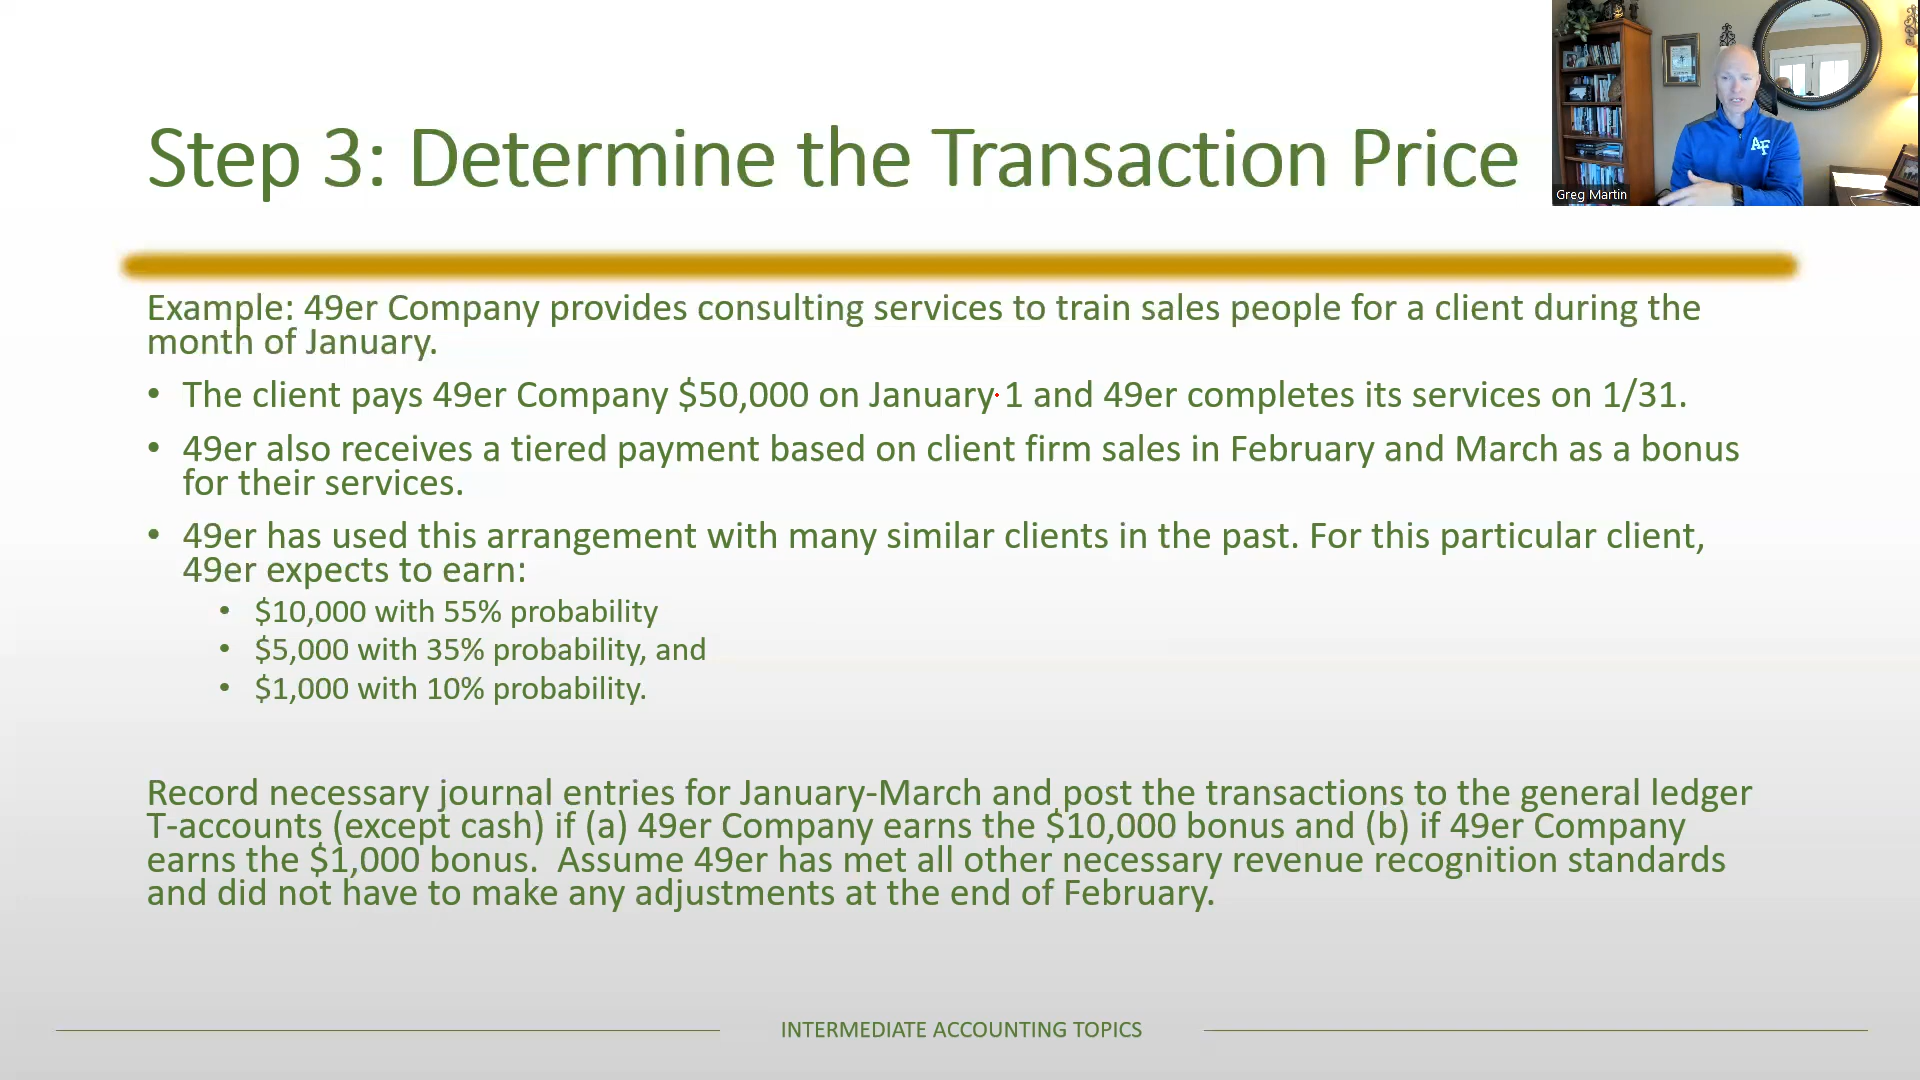 Step 3: Determine the Transaction Price
AF
Greg Martin
Example: 49er Company provides consulting services to train sales people for a client during the
month of January.
• The client pays 49er Company $50,000 on January 1 and 49er completes its services on 1/31.
• 49er also receives a tiered payment based on client firm sales in February and March as a bonus
for their services.
• 49er has used this arrangement with many similar clients in the past. For this particular client,
49er expects to earn:
• $10,000 with 55% probability
• $5,000 with 35% probability, and
• $1,000 with 10% probability.
Record necessary journal entries for January-March and post the transactions to the general ledger
T-accounts (except cash) if (a) 49er Company earns the $10,000 bonus and (b) if 49er Company
earns the $1,000 bonus.  Assume 49er has met all other necessary revenue recognition standards
and did not have to make any adjustments at the end of February.
INTERMEDIATE ACCOUNTING TOPICS